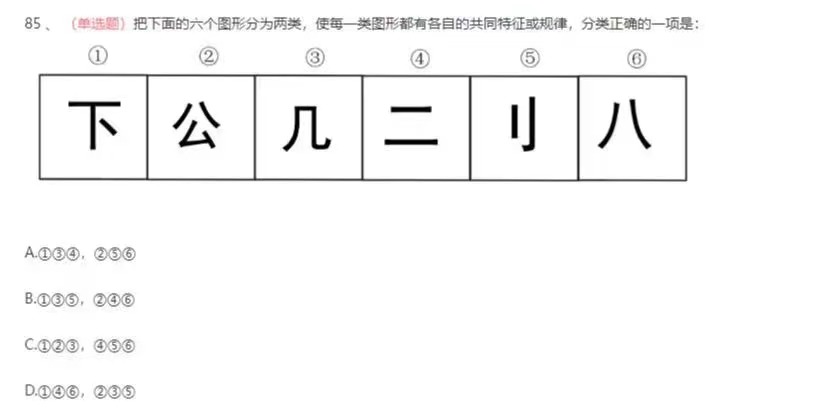 85 、 （单选题）把下面的六个图形分为两类，使每一类图形都有各自的共同特征或规律，分类正确的一项是：
① ② ③ ④ ⑤ ⑥
下 公 几 二 刂 八
A.①③④，②⑤⑥
B.①③⑤，②④⑥
C.①②③，④⑤⑥
D.①④⑥，②③⑤